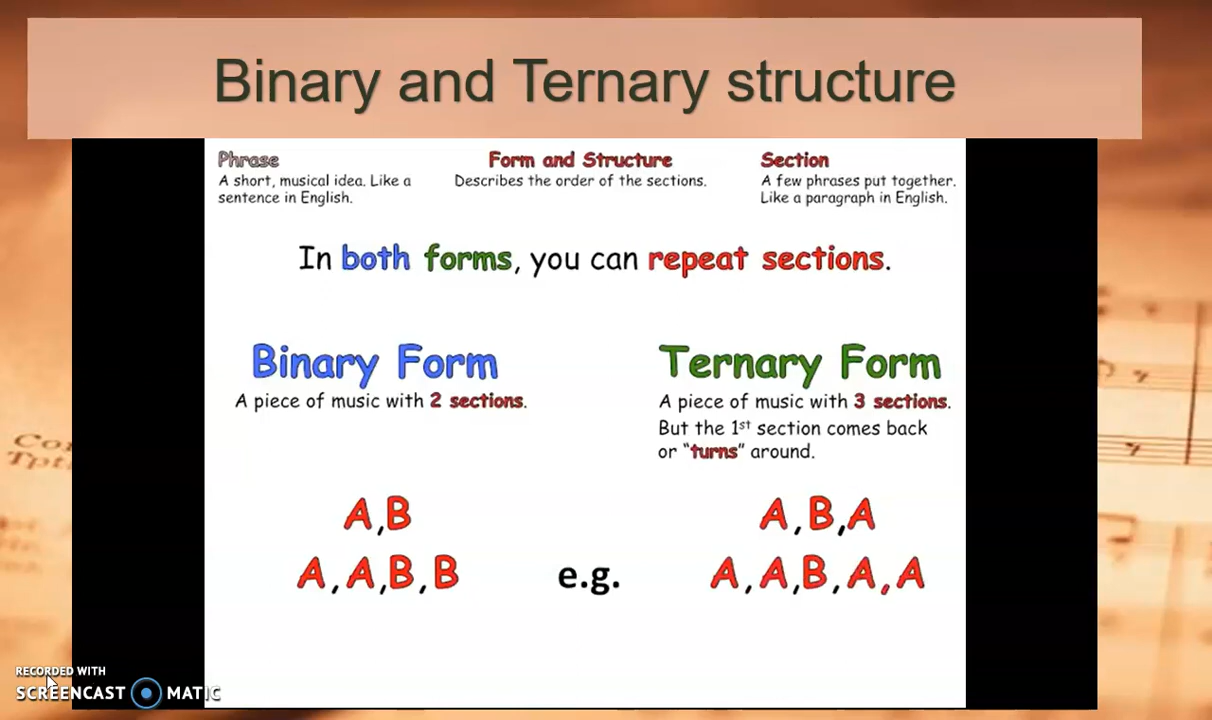 Binary and Ternary structure
Phrase
A short, musical idea. Like a
sentence in English.
Form and Structure
Describes the order of the sections.
Section
A few phrases put together.
Like a paragraph in English.
In both forms, you can repeat sections.
Binary Form
A piece of music with 2 sections.
Ternary Form
A piece of music with 3 sections.
But the 1st section comes back
or "turns" around.
A,B
A,B,A
A,A,B,B
e.g.
A,A,B,A,A
RECORDED WITH
SCREENCAST MATIC